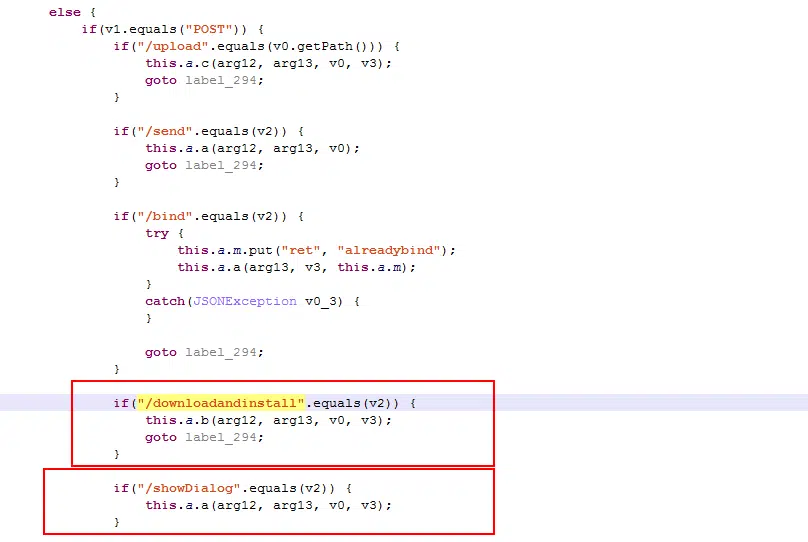 else {
if(v1.equals("POST")) {
if("/upload".equals(v0.getPath())) {
this.a.c(arg12, arg13, v0, v3);
goto label_294;
}
if("/send".equals(v2)) {
this.a.a(arg12, arg13, v0);
goto label_294;
}
if("/bind".equals(v2)) {
try {
this.a.m.put("ret", "alreadybind");
this.a.a(arg13, v3, this.a.m);
}
catch(JSONException v0_3) {
}
goto label_294;
}
if("/downloadandinstall".equals(v2)) {
this.a.b(arg12, arg13, v0, v3);
goto label_294;
}
if("/showDialog".equals(v2)) {
this.a.a(arg12, arg13, v0, v3);
}